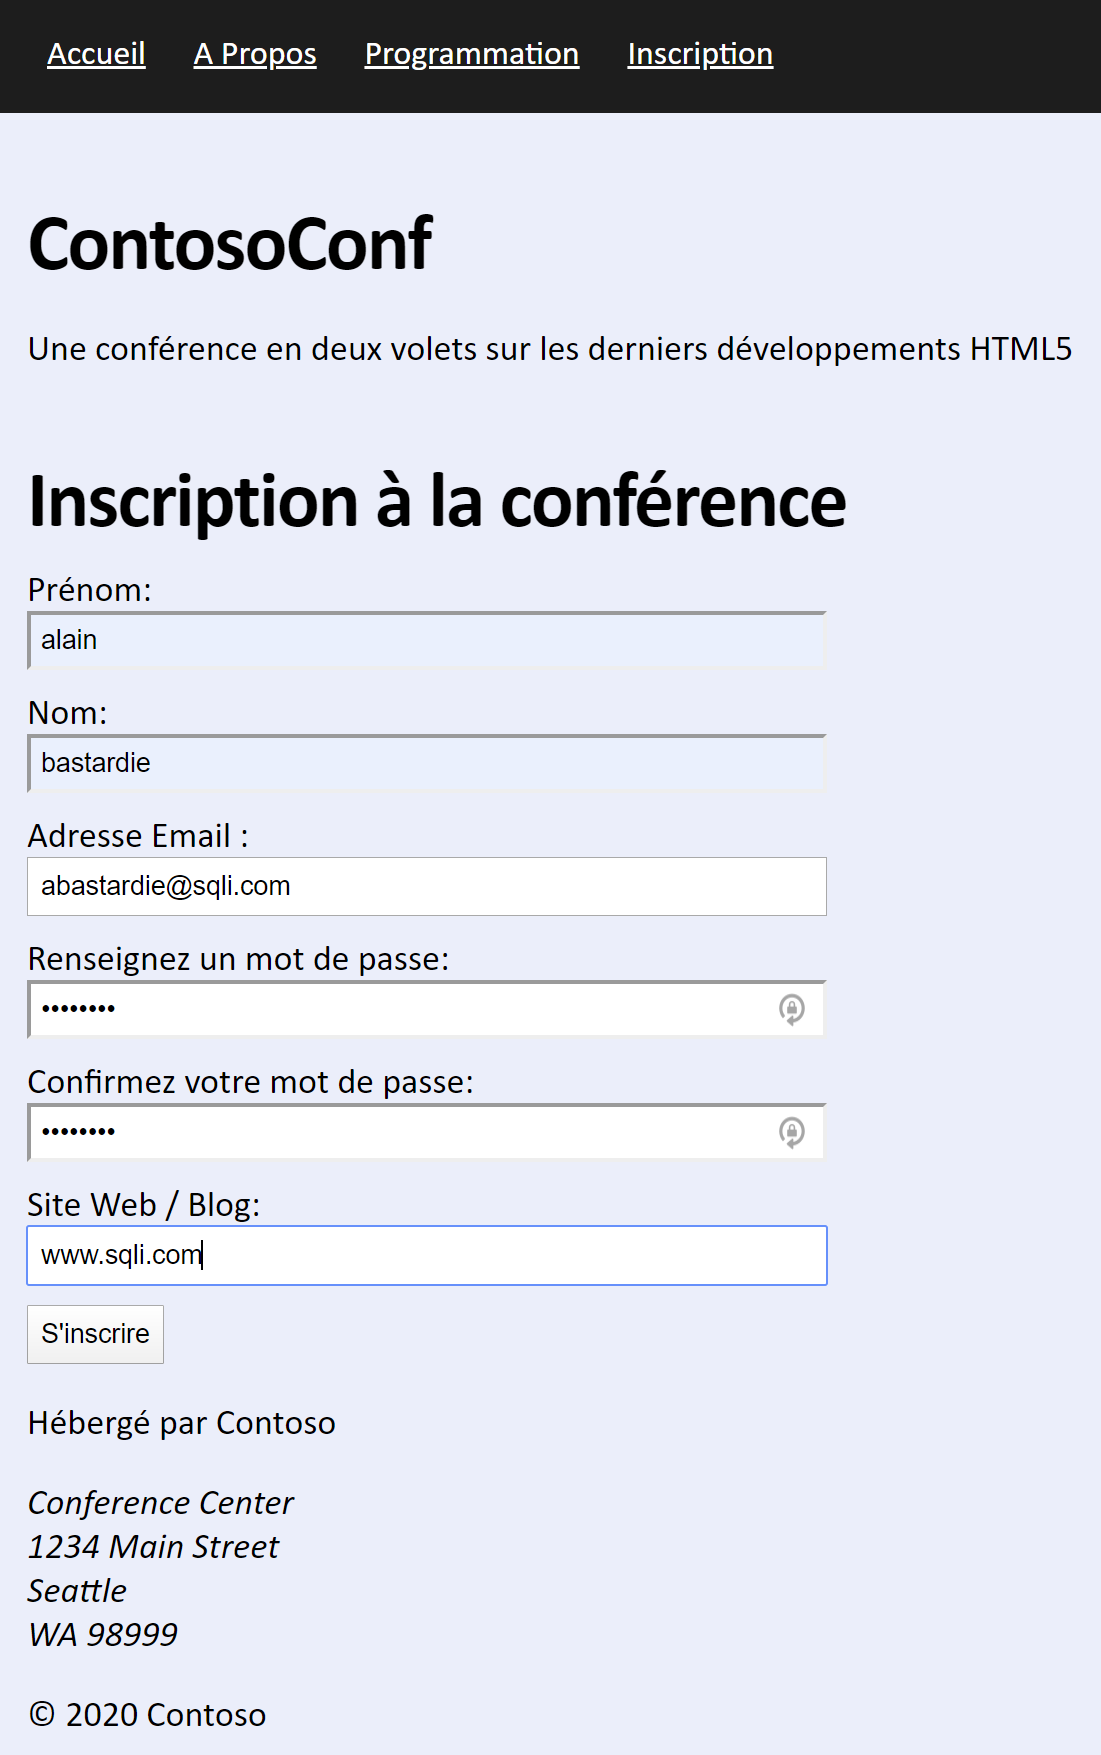 Accueil A Propos Programmation Inscription
ContosoConf
Une conférence en deux volets sur les derniers développements HTML5
Inscription à la conférence
Prénom:
alain
Nom:
bastardie
Adresse Email :
abastardie@sqli.com
Renseignez un mot de passe:
••••••••
Confirmez votre mot de passe:
••••••••
Site Web / Blog:
www.sqli.com
S'inscrire
Hébergé par Contoso
Conference Center
1234 Main Street
Seattle
WA 98999
© 2020 Contoso